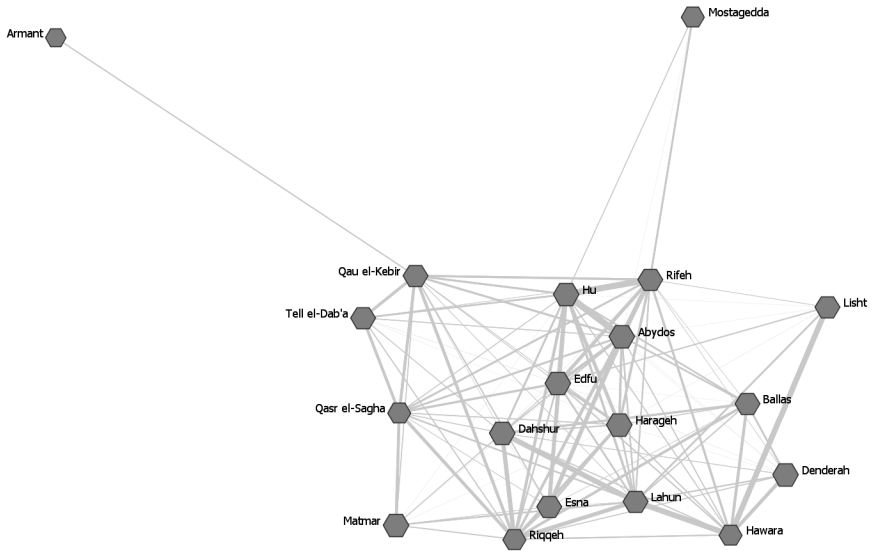 Mostagedda
Armant
Qau el-Kebir
Rifeh
Hu
Lisht
Tell el-Dab'a
Abydos
Edfu
Ballas
Qasr el-Sagha
Harageh
Dahshur
Denderah
Lahun
Esna
Matmar
Hawara
Riqqeh